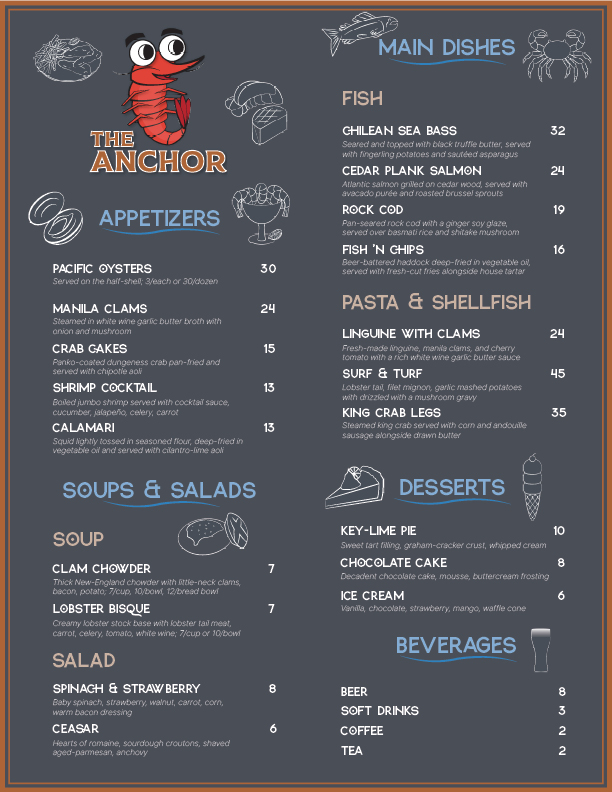 THE
ANCHOR
APPETIZERS
PACIFIC OYSTERS 30
Served on the half-shell; 3/each or 30/dozen
MANILA CLAMS 24
Steamed in white wine garlic butter broth with
onion and mushroom
CRAB CAKES 15
Panko-coated dungeness crab pan-fried and
served with chipotle aoli
SHRIMP COCKTAIL 13
Boiled jumbo shrimp served with cocktail sauce,
cucumber, jalapeño, celery, carrot
CALAMARI 13
Squid lightly tossed in seasoned flour, deep-fried in
vegetable oil and served with cilantro-lime aoli
SOUPS & SALADS
SOUP
CLAM CHOWDER 7
Thick New-England chowder with little-neck clams,
bacon, potato; 7/cup, 10/bowl, 12/bread bowl
LOBSTER BISQUE 7
Creamy lobster stock base with lobster tail meat,
carrot, celery, tomato, white wine; 7/cup or 10/bowl
SALAD
SPINACH & STRAWBERRY 8
Baby spinach, strawberry, walnut, carrot, corn,
warm bacon dressing
CEASAR 6
Hearts of romaine, sourdough croutons, shaved
aged-parmesan, anchovy
MAIN DISHES
FISH
CHILEAN SEA BASS 32
Seared and topped with black truffle butter, served
with fingerling potatoes and sautéed asparagus
CEDAR PLANK SALMON 24
Atlantic salmon grilled on cedar wood, served with
avacado purée and roasted brussel sprouts
ROCK COD 19
Pan-seared rock cod with a ginger soy glaze,
served over basmati rice and shitake mushroom
FISH 'N CHIPS 16
Beer-battered haddock deep-fried in vegetable oil,
served with fresh-cut fries alongside house tartar
PASTA & SHELLFISH
LINGUINE WITH CLAMS 24
Fresh-made linguine, manila clams, and cherry
tomato with a rich white wine garlic butter sauce
SURF & TURF 45
Lobster tail, filet mignon, garlic mashed potatoes
with drizzled with a mushroom gravy
KING CRAB LEGS 35
Steamed king crab served with corn and andouille
sausage alongside drawn butter
DESSERTS
KEY-LIME PIE 10
Sweet tart filling, graham-cracker crust, whipped cream
CHOCOLATE CAKE 8
Decadent chocolate cake, mousse, buttercream frosting
ICE CREAM 6
Vanilla, chocolate, strawberry, mango, waffle cone
BEVERAGES
BEER 8
SOFT DRINKS 3
COFFEE 2
TEA 2